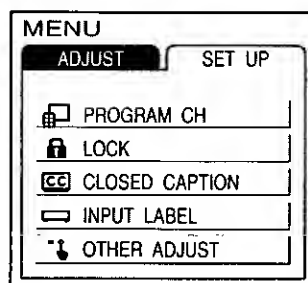 MENU
ADJUST SET UP
PROGRAM CH
LOCK
CC CLOSED CAPTION
INPUT LABEL
OTHER ADJUST